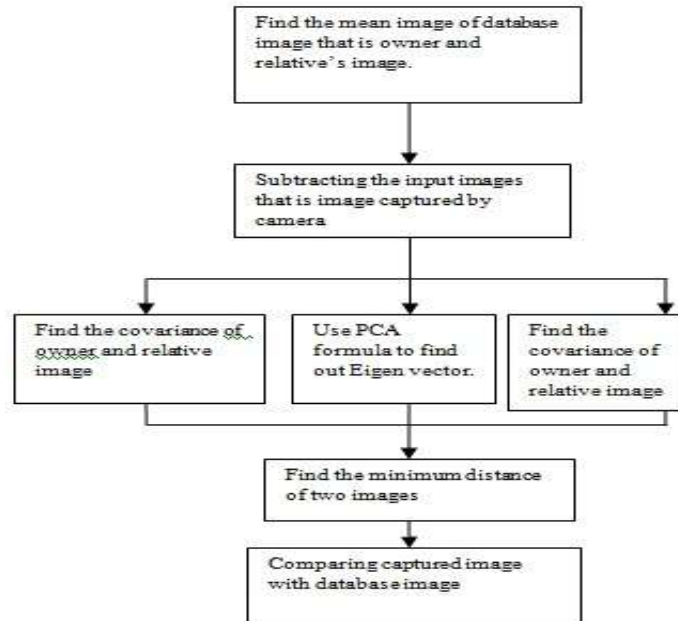 Find the mean image of database
image that is owner and
relative's image.
Subtracting the input images
that is image captured by
camera
Find the covariance of
owner and relative
image
Use PCA
formula to find
out Eigen vector.
Find the
covariance of
owner and
relative image
Find the minimum distance
of two images
Comparing captured image
with database image